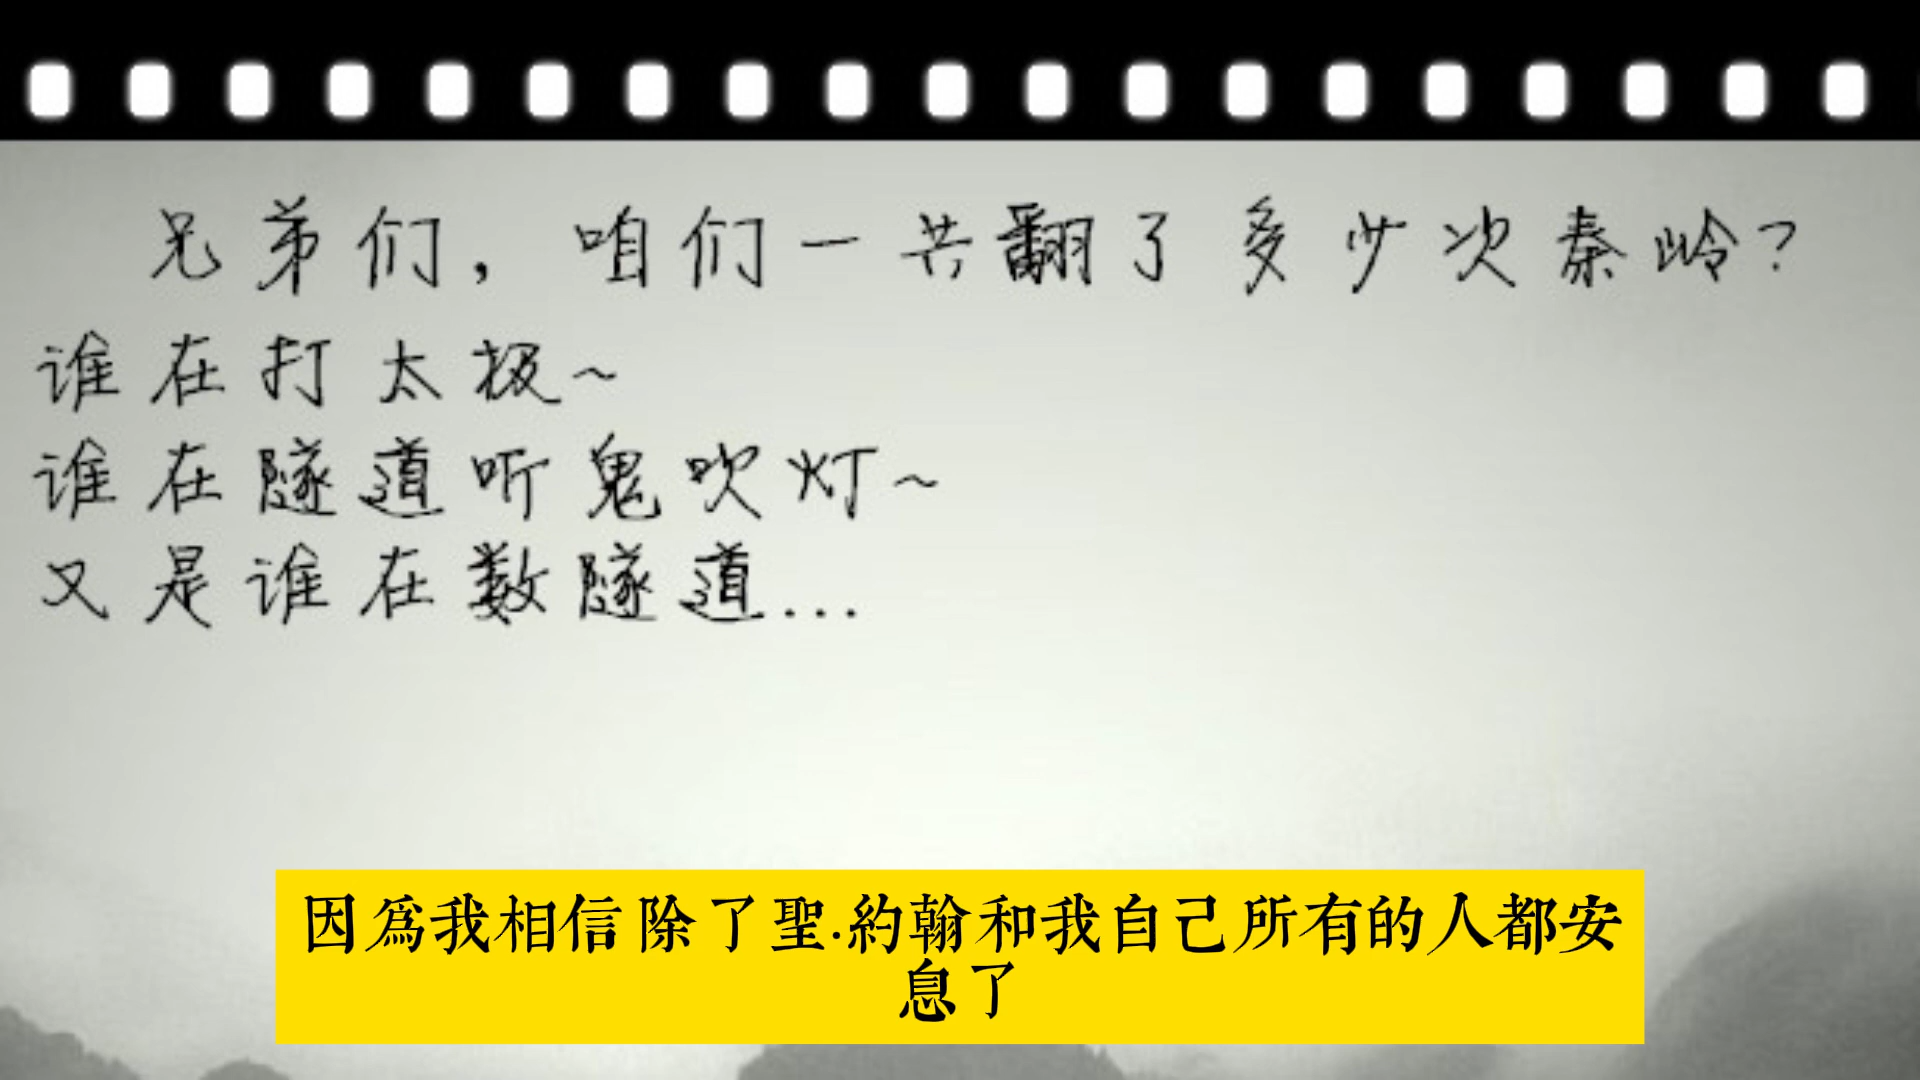 兄弟们，咱们一共翻了多少次秦岭？
谁在打太极~
谁在隧道听鬼吹灯~
又是谁在数隧道...
因爲我相信除了聖.約翰和我自己所有的人都安
息了